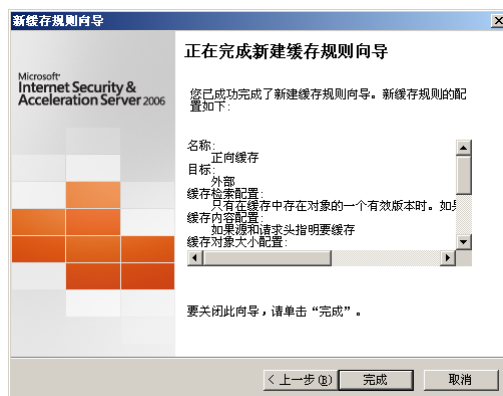 新缓存规则向导
Microsoft
Internet Security &
Acceleration Server 2006
正在完成新建缓存规则向导
您已成功完成了新建缓存规则向导。新缓存规则的配
置如下:
名称:
正向缓存
目标:
外部
缓存检索配置:
只有在缓存中存在对象的一个有效版本时。如
缓存内容配置:
如果源和请求头指明要缓存
缓存对象大小配置:
要关闭此向导，请单击“完成”。
< 上一步(B)
完成
取消